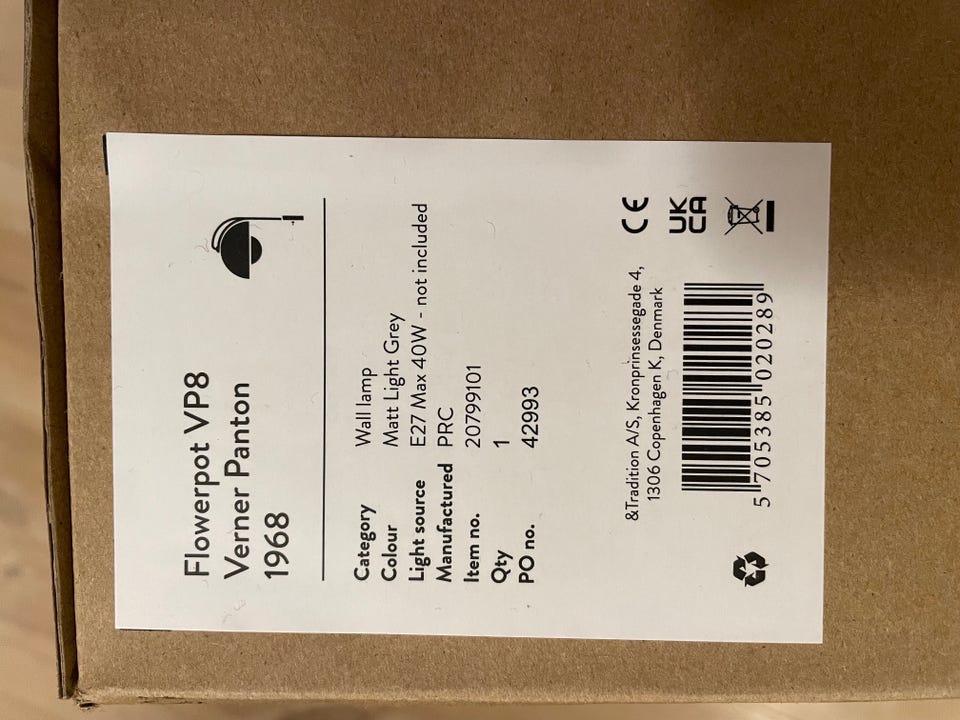 Flowerpot VP8
Verner Panton
1968
Category Wall lamp
Colour Matt Light Grey
Light source E27 Max 40W - not included
Manufactured PRC
Item no. 20799101
Qty 1
PO no. 42993
&Tradition A/S, Kronprinsessegade 4,
1306 Copenhagen K, Denmark
5 705385 020289
CE
UK
CA